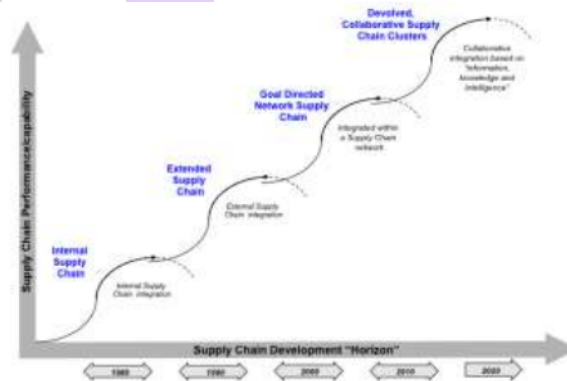 Devolved,
Collaborative Supply
Chain Clusters
Collaborative
integration based on
"information,
knowledge and
intelligence"
Goal Directed
Network Supply
Chain
Integrated within
a Supply Chain
network
Extended
Supply
Chain
External Supply
Chain integration
Internal
Supply
Chain
Internal Supply
Chain integration
Supply Chain Performance/capability
Supply Chain Development "Horizon"
1980
1990
2000
2010
2020